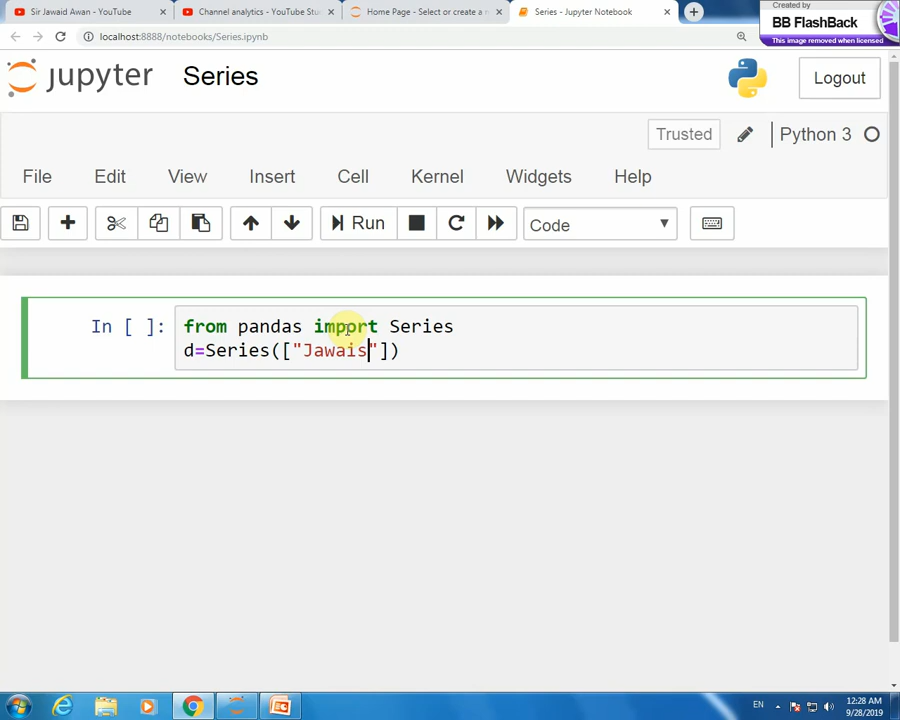 Sir Jawaid Awan - YouTube
Channel analytics - YouTube Stu
Home Page - Select or create a n
Series - Jupyter Notebook
Created by
BB FlashBack
This image removed when licensed
localhost:8888/notebooks/Series.ipynb
jupyter
Series
Logout
Trusted
Python 3
File
Edit
View
Insert
Cell
Kernel
Widgets
Help
Run
Code
In [ ]:
from pandas import Series
d=Series(["Jawais"])
EN
12:28 AM
9/28/2019